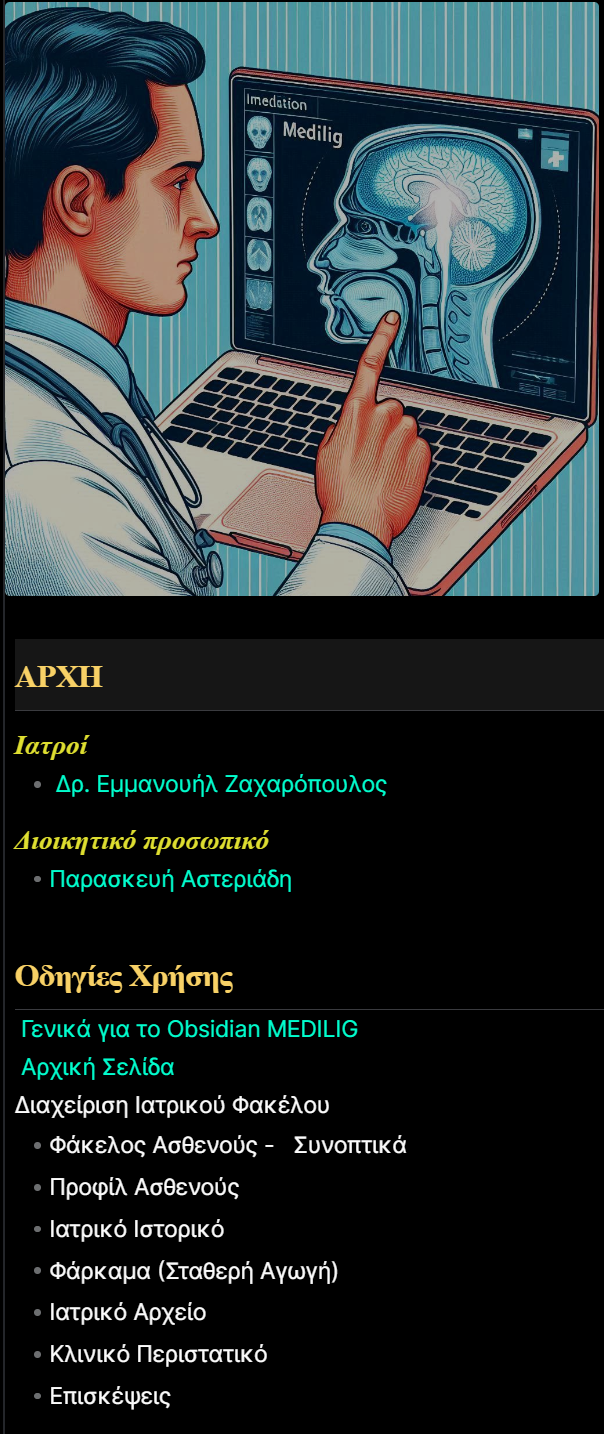 Imedation
Medilig
ΑΡΧΗ
Ιατροί
Δρ. Εμμανουήλ Ζαχαρόπουλος
Διοικητικό προσωπικό
Παρασκευή Αστεριάδη
Οδηγίες Χρήσης
Γενικά για το Obsidian MEDILIG
Αρχική Σελίδα
Διαχείριση Ιατρικού Φακέλου
Φάκελος Ασθενούς - Συνοπτικά
Προφίλ Ασθενούς
Ιατρικό Ιστορικό
Φάρκαμα (Σταθερή Αγωγή)
Ιατρικό Αρχείο
Κλινικό Περιστατικό
Επισκέψεις